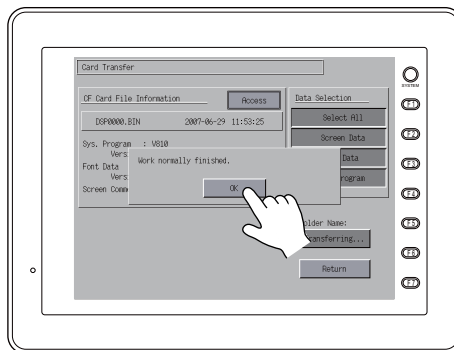 Card Transfer
SYSTEM
CF Card File Information
Access
Data Selection
F1
DSP0000.BIN 2007-06-29 11:53:25
Select All
Sys. Program : V810
Screen Data
F2
Vers
Work normally finished.
Data
F3
Font Data
Vers
rogram
Screen Comm
OK
F4
older Name:
F5
ransferring...
F6
Return
F7